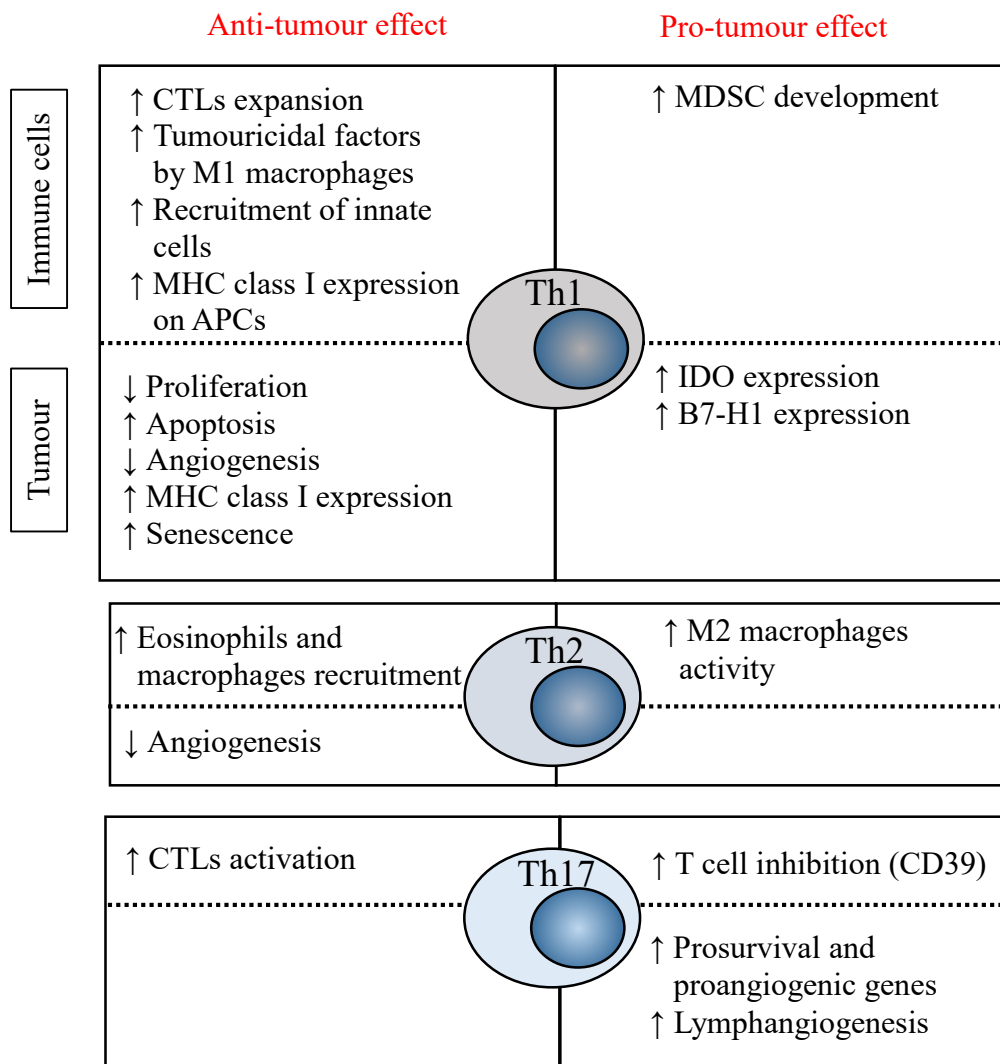 Anti-tumour effect
Pro-tumour effect
Immune cells
↑ CTLs expansion
↑ Tumouricidal factors
by M1 macrophages
↑ Recruitment of innate
cells
↑ MHC class I expression
on APCs
↑ MDSC development
Th1
Tumour
↓ Proliferation
↑ Apoptosis
↓ Angiogenesis
↑ MHC class I expression
↑ Senescence
↑ IDO expression
↑ B7-H1 expression
↑ Eosinophils and
macrophages recruitment
Th2
↑ M2 macrophages
activity
↓ Angiogenesis
↑ CTLs activation
Th17
↑ T cell inhibition (CD39)
↑ Prosurvival and
proangiogenic genes
↑ Lymphangiogenesis